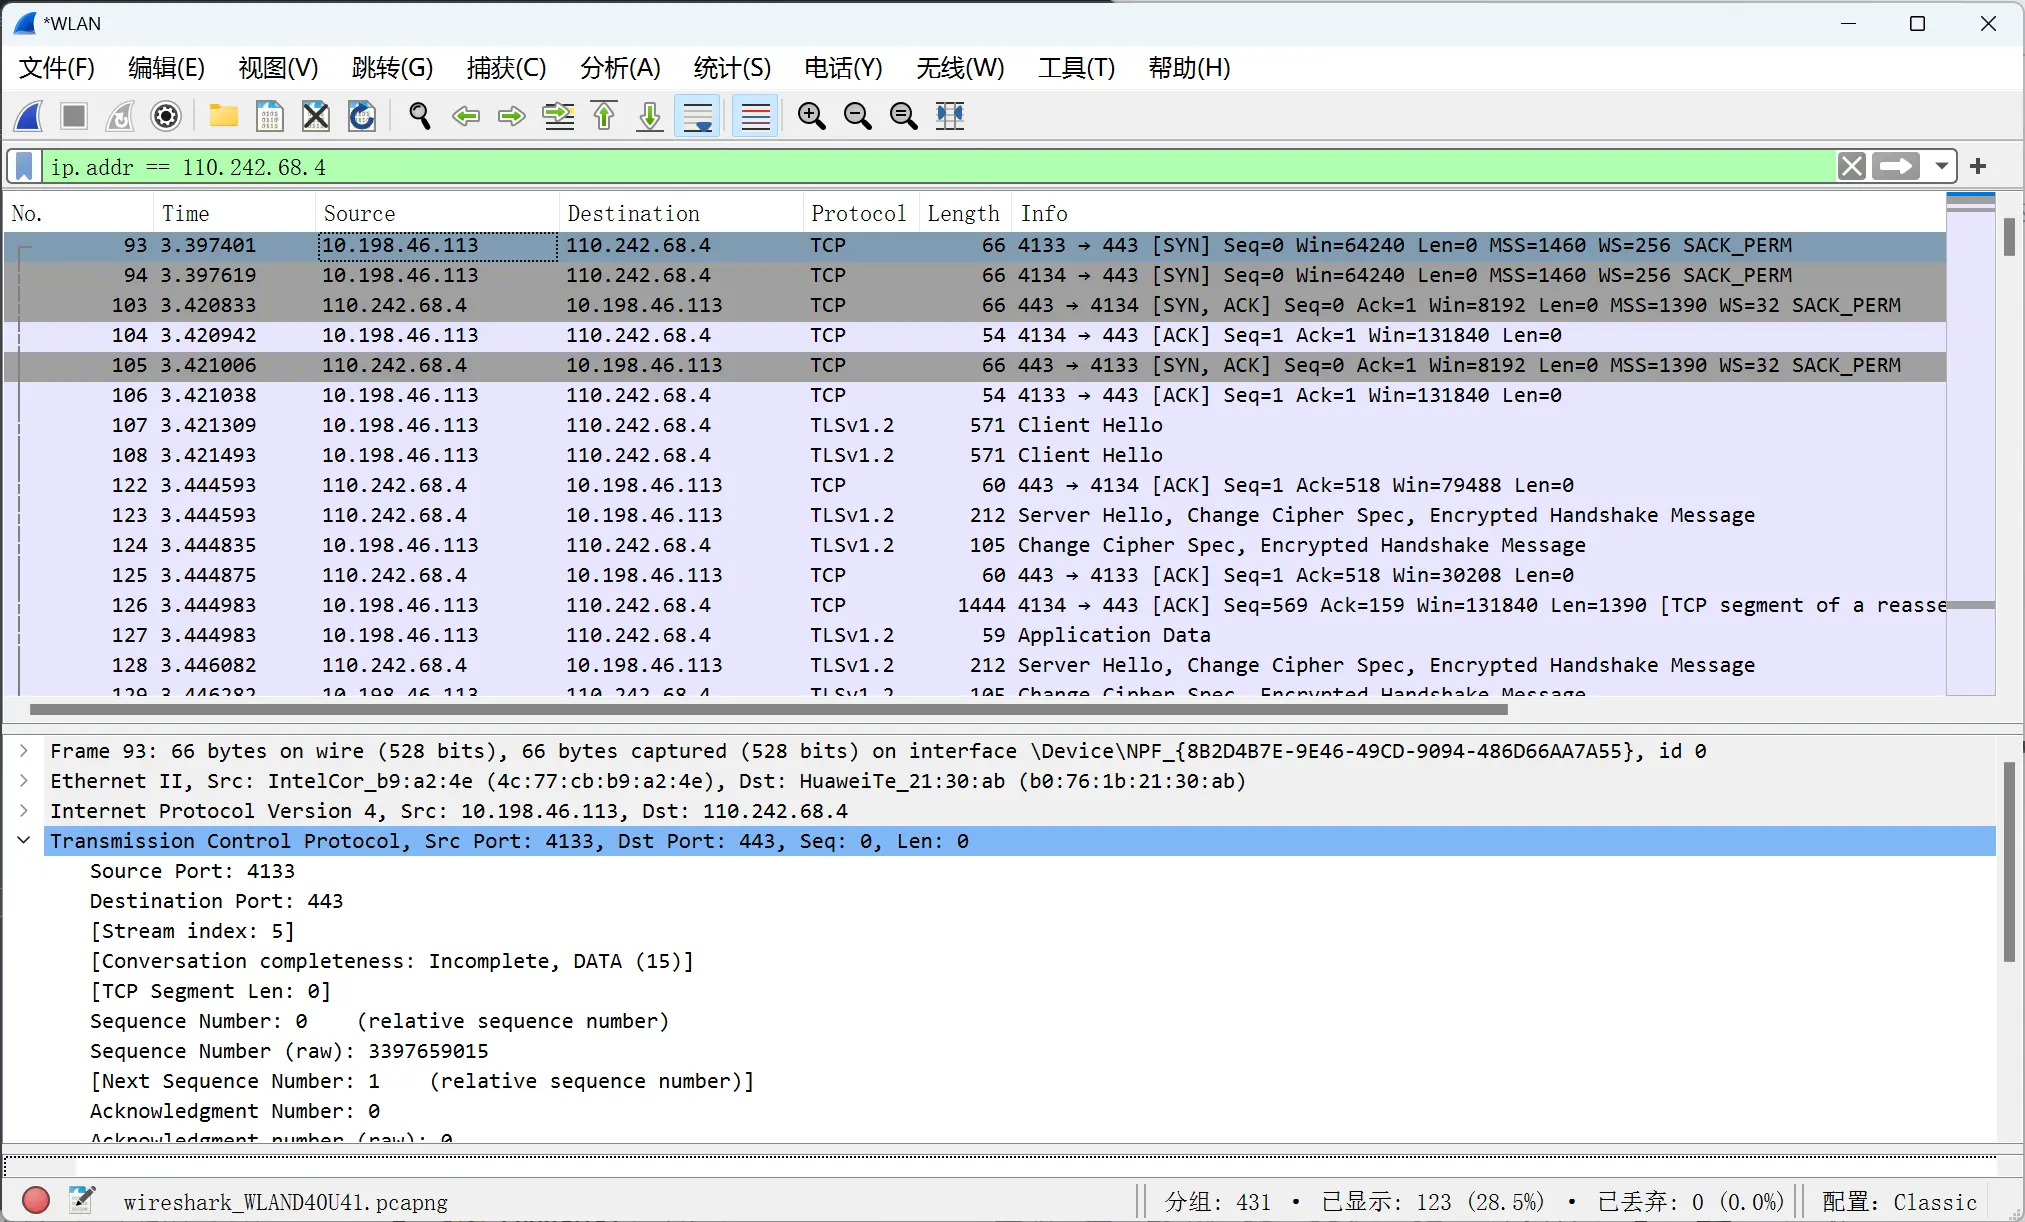 *WLAN
文件(F) 编辑(E) 视图(V) 跳转(G) 捕获(C) 分析(A) 统计(S) 电话(Y) 无线(W) 工具(T) 帮助(H)
ip.addr == 110.242.68.4
No. Time Source Destination Protocol Length Info
93 3.397401 10.198.46.113 110.242.68.4 TCP 66 4133 → 443 [SYN] Seq=0 Win=64240 Len=0 MSS=1460 WS=256 SACK_PERM
94 3.397619 10.198.46.113 110.242.68.4 TCP 66 4134 → 443 [SYN] Seq=0 Win=64240 Len=0 MSS=1460 WS=256 SACK_PERM
103 3.420833 110.242.68.4 10.198.46.113 TCP 66 443 → 4134 [SYN, ACK] Seq=0 Ack=1 Win=8192 Len=0 MSS=1390 WS=32 SACK_PERM
104 3.420942 10.198.46.113 110.242.68.4 TCP 54 4134 → 443 [ACK] Seq=1 Ack=1 Win=131840 Len=0
105 3.421006 110.242.68.4 10.198.46.113 TCP 66 443 → 4133 [SYN, ACK] Seq=0 Ack=1 Win=8192 Len=0 MSS=1390 WS=32 SACK_PERM
106 3.421038 10.198.46.113 110.242.68.4 TCP 54 4133 → 443 [ACK] Seq=1 Ack=1 Win=131840 Len=0
107 3.421309 10.198.46.113 110.242.68.4 TLSv1.2 571 Client Hello
108 3.421493 10.198.46.113 110.242.68.4 TLSv1.2 571 Client Hello
122 3.444593 110.242.68.4 10.198.46.113 TCP 60 443 → 4134 [ACK] Seq=1 Ack=518 Win=79488 Len=0
123 3.444593 110.242.68.4 10.198.46.113 TLSv1.2 212 Server Hello, Change Cipher Spec, Encrypted Handshake Message
124 3.444835 10.198.46.113 110.242.68.4 TLSv1.2 105 Change Cipher Spec, Encrypted Handshake Message
125 3.444875 110.242.68.4 10.198.46.113 TCP 60 443 → 4133 [ACK] Seq=1 Ack=518 Win=30208 Len=0
126 3.444983 10.198.46.113 110.242.68.4 TCP 1444 4134 → 443 [ACK] Seq=569 Ack=159 Win=131840 Len=1390 [TCP segment of a reasse
127 3.444983 10.198.46.113 110.242.68.4 TLSv1.2 59 Application Data
128 3.446082 110.242.68.4 10.198.46.113 TLSv1.2 212 Server Hello, Change Cipher Spec, Encrypted Handshake Message
129 3.446282 10.198.46.113 110.242.68.4 TLSv1.2 105 Change Cipher Spec, Encrypted Handshake Message
Frame 93: 66 bytes on wire (528 bits), 66 bytes captured (528 bits) on interface \Device\NPF_{8B2D4B7E-9E46-49CD-9094-486D66AA7A55}, id 0
Ethernet II, Src: IntelCor_b9:a2:4e (4c:77:cb:b9:a2:4e), Dst: HuaweiTe_21:30:ab (b0:76:1b:21:30:ab)
Internet Protocol Version 4, Src: 10.198.46.113, Dst: 110.242.68.4
Transmission Control Protocol, Src Port: 4133, Dst Port: 443, Seq: 0, Len: 0
Source Port: 4133
Destination Port: 443
[Stream index: 5]
[Conversation completeness: Incomplete, DATA (15)]
[TCP Segment Len: 0]
Sequence Number: 0 (relative sequence number)
Sequence Number (raw): 3397659015
[Next Sequence Number: 1 (relative sequence number)]
Acknowledgment Number: 0
Acknowledgment number (raw): 0
wireshark_WLAND40U41.pcapng 分组: 431 · 已显示: 123 (28.5%) · 已丢弃: 0 (0.0%) 配置: Classic